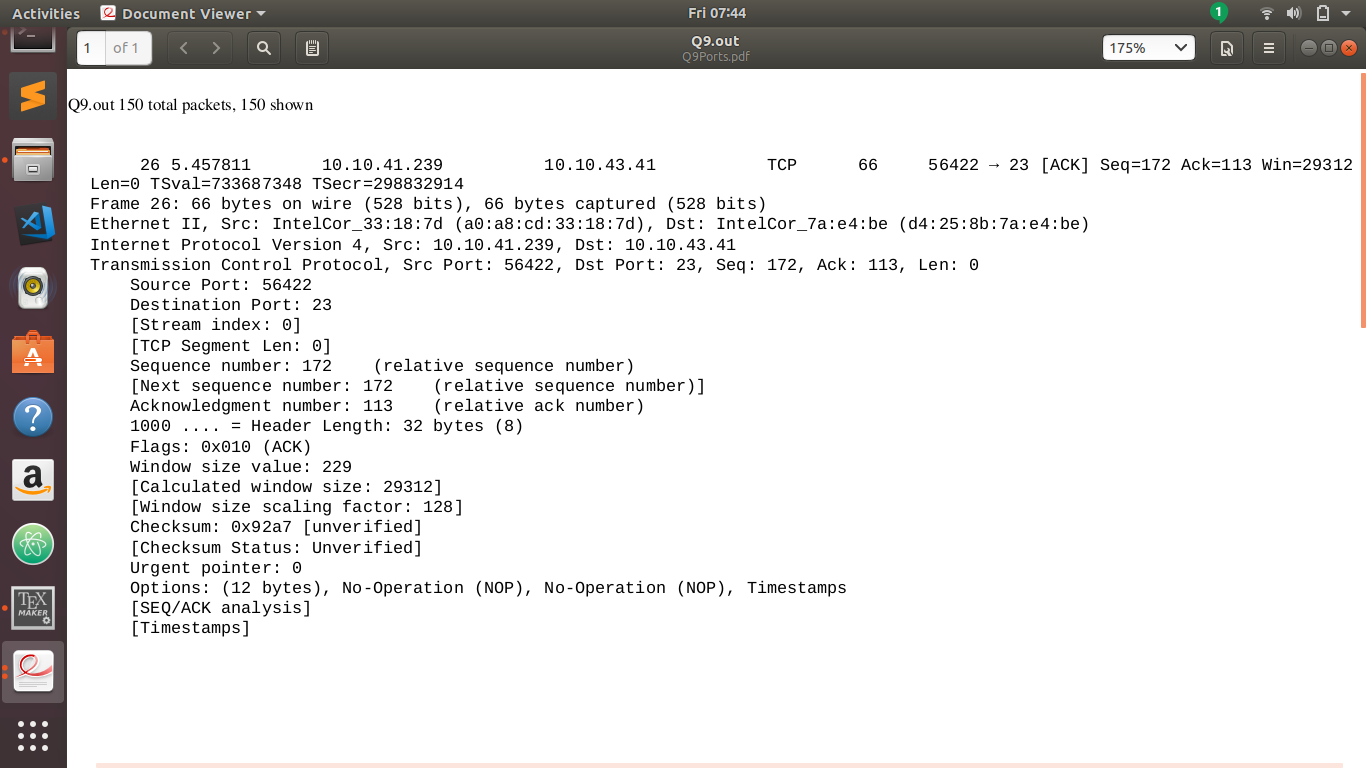 Activities Document Viewer Fri 07:44 1
1 of 1 Q9.out 175%
Q9Ports.pdf
Q9.out 150 total packets, 150 shown
26 5.457811 10.10.41.239 10.10.43.41 TCP 66 56422 → 23 [ACK] Seq=172 Ack=113 Win=29312
Len=0 TSval=733687348 TSecr=298832914
Frame 26: 66 bytes on wire (528 bits), 66 bytes captured (528 bits)
Ethernet II, Src: IntelCor_33:18:7d (a0:a8:cd:33:18:7d), Dst: IntelCor_7a:e4:be (d4:25:8b:7a:e4:be)
Internet Protocol Version 4, Src: 10.10.41.239, Dst: 10.10.43.41
Transmission Control Protocol, Src Port: 56422, Dst Port: 23, Seq: 172, Ack: 113, Len: 0
Source Port: 56422
Destination Port: 23
[Stream index: 0]
[TCP Segment Len: 0]
Sequence number: 172 (relative sequence number)
[Next sequence number: 172 (relative sequence number)]
Acknowledgment number: 113 (relative ack number)
1000 .... = Header Length: 32 bytes (8)
Flags: 0x010 (ACK)
Window size value: 229
[Calculated window size: 29312]
[Window size scaling factor: 128]
Checksum: 0x92a7 [unverified]
[Checksum Status: Unverified]
Urgent pointer: 0
Options: (12 bytes), No-Operation (NOP), No-Operation (NOP), Timestamps
[SEQ/ACK analysis]
[Timestamps]
A
?
a
TEX
MAKER